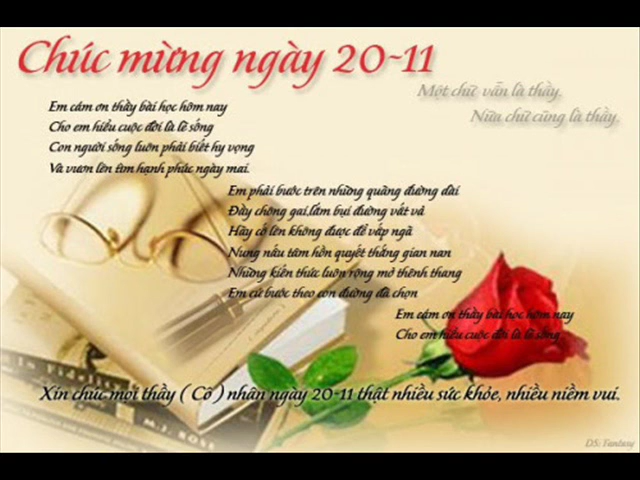 Chúc mừng ngày 20-11
Một chữ vẫn là thầy.
Nửa chữ cũng là thầy.
Em cám ơn thầy bài học hôm nay
Cho em hiểu cuộc đời là lẽ sống
Con người sống luôn phải biết hy vọng
Và vươn lên tìm hạnh phúc ngày mai.
Em phải bước trên những quãng đường dài
Đầy chông gai,lắm bụi đường vất vả
Hãy cố lên không được để vấp ngã
Nung nấu tâm hồn quyết thắng gian nan
Những kiến thức luôn rộng mở thênh thang
Em cứ bước theo con đường đã chọn
Em cám ơn thầy bài học hôm nay
Cho em hiểu cuộc đời là lẽ sống
Xin chúc mọi thầy ( Cô ) nhân ngày 20-11 thật nhiều sức khỏe, nhiều niềm vui.
M.J. ROSE
DS: Fantasy